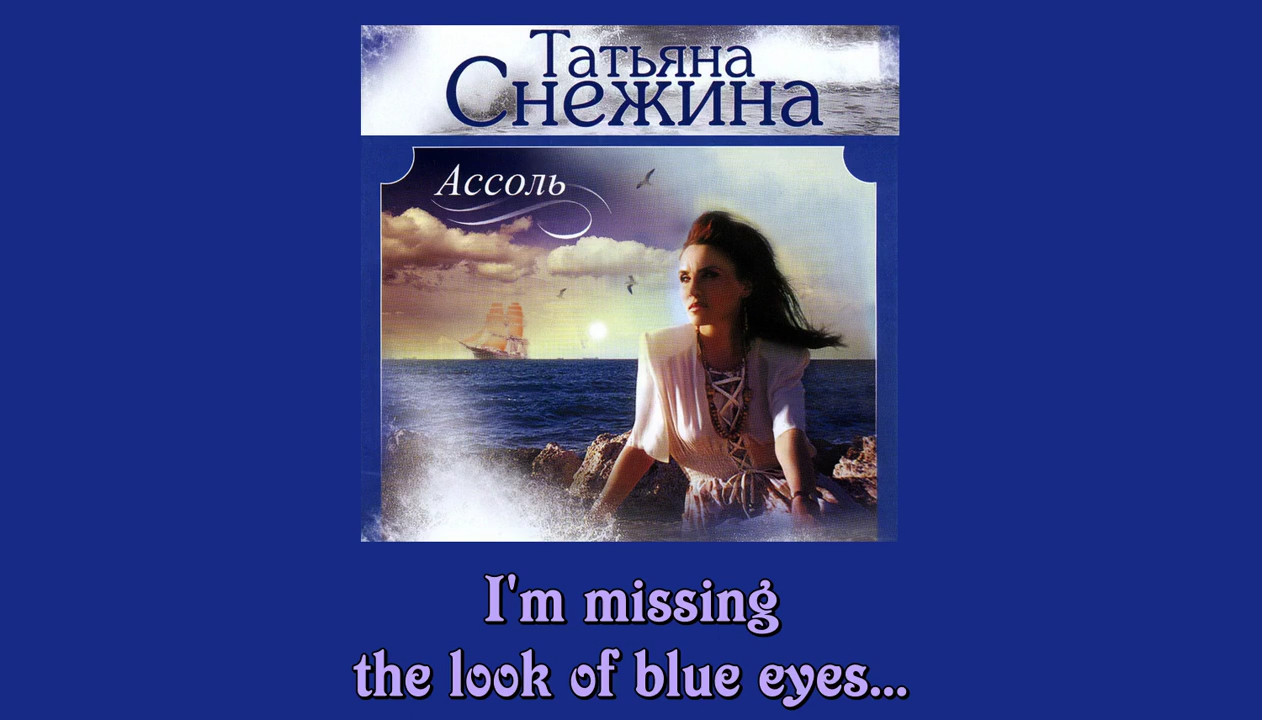 Татьяна
Снежина
Ассоль
I'm missing
the look of blue eyes...